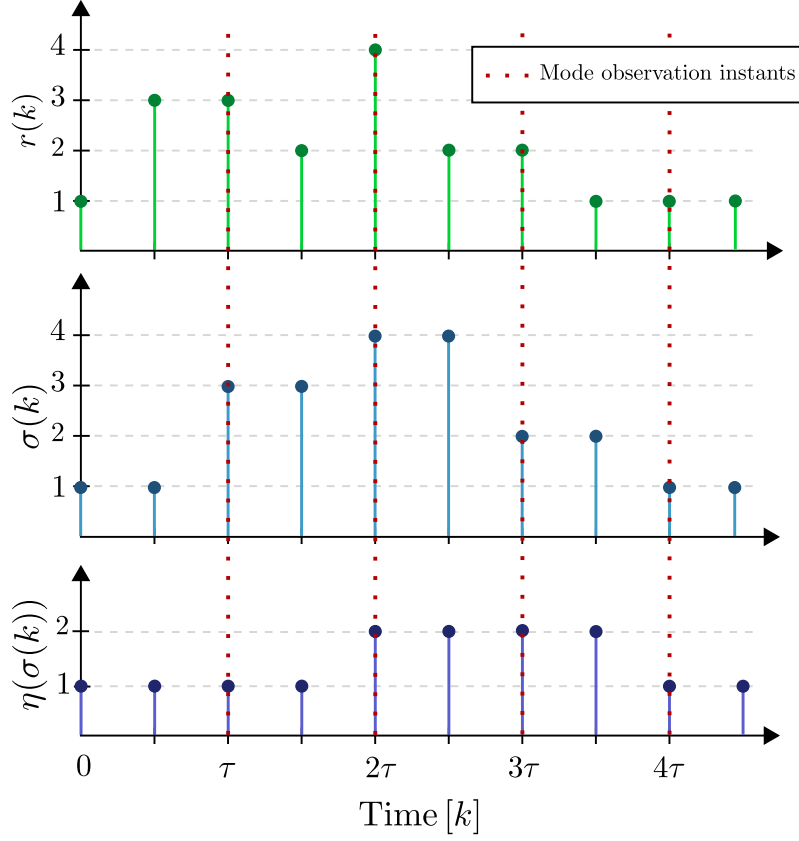 4
3
2
1
r(k)
Mode observation instants
4
3
2
1
σ(k)
2
1
η(σ(k))
0 τ 2τ 3τ 4τ
Time [k]